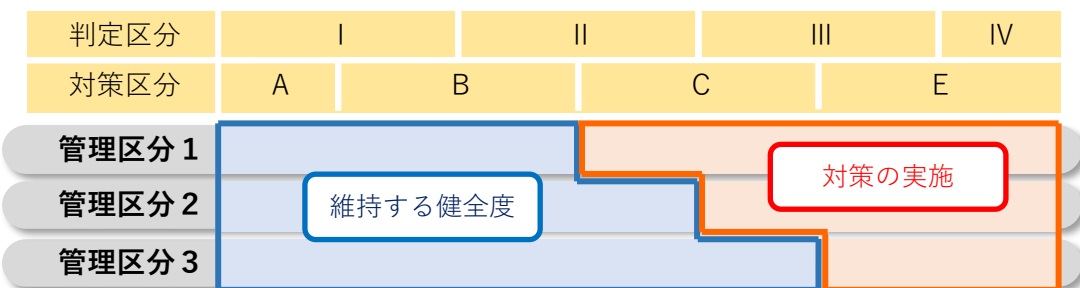 判定区分 Ⅰ Ⅱ Ⅲ Ⅳ
対策区分 A B C E
管理区分1
対策の実施
管理区分2
維持する健全度
管理区分3